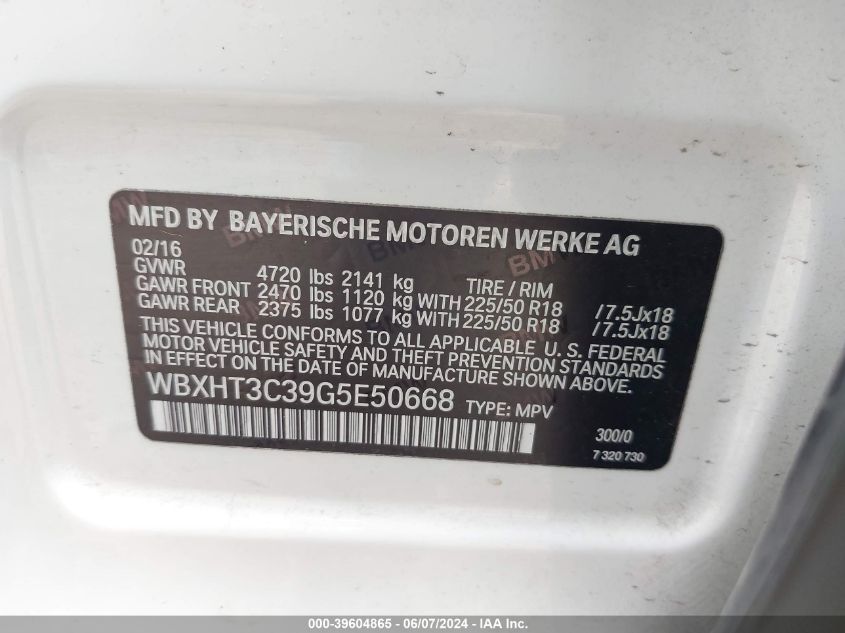 MFD BY BAYERISCHE MOTOREN WERKE AG
02/16
GVWR 4720 lbs 2141 kg TIRE / RIM
GAWR FRONT 2470 lbs 1120 kg WITH 225/50 R18 /7.5Jx18
GAWR REAR 2375 lbs 1077 kg WITH 225/50 R18 /7.5Jx18
THIS VEHICLE CONFORMS TO ALL APPLICABLE U. S. FEDERAL
MOTOR VEHICLE SAFETY AND THEFT PREVENTION STANDARDS
IN EFFECT ON THE DATE OF MANUFACTURE SHOWN ABOVE.
WBXHT3C39G5E50668 TYPE: MPV
300/0
7 320 730
000-39604865 - 06/07/2024 - IAA Inc.